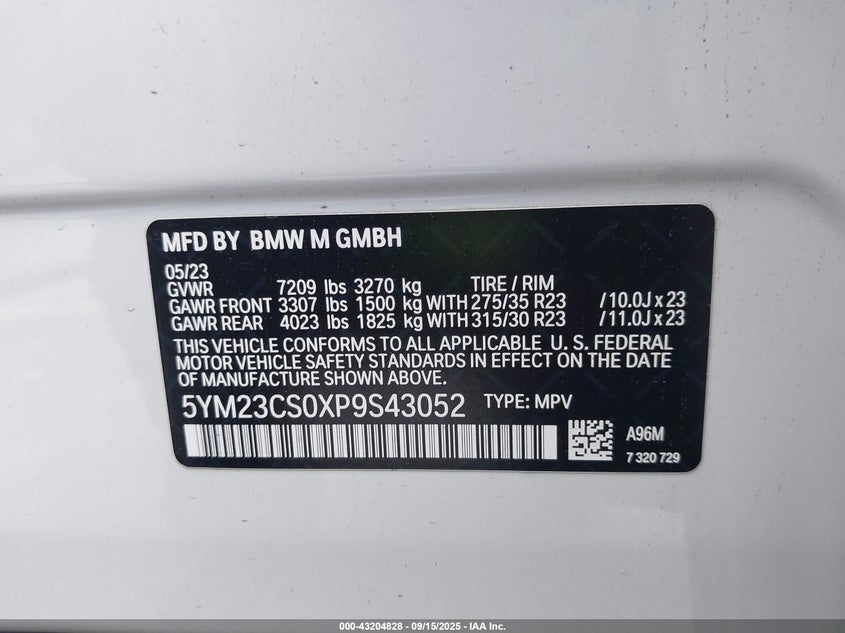 MFD BY BMW M GMBH
05/23
GVWR 7209 lbs 3270 kg TIRE / RIM
GAWR FRONT 3307 lbs 1500 kg WITH 275/35 R23 /10.0J x 23
GAWR REAR 4023 lbs 1825 kg WITH 315/30 R23 /11.0J x 23
THIS VEHICLE CONFORMS TO ALL APPLICABLE U. S. FEDERAL
MOTOR VEHICLE SAFETY STANDARDS IN EFFECT ON THE DATE
OF MANUFACTURE SHOWN ABOVE.
5YM23CS0XP9S43052 TYPE: MPV
A96M
7 320 729
000-43204828 - 09/15/2025 - IAA Inc.